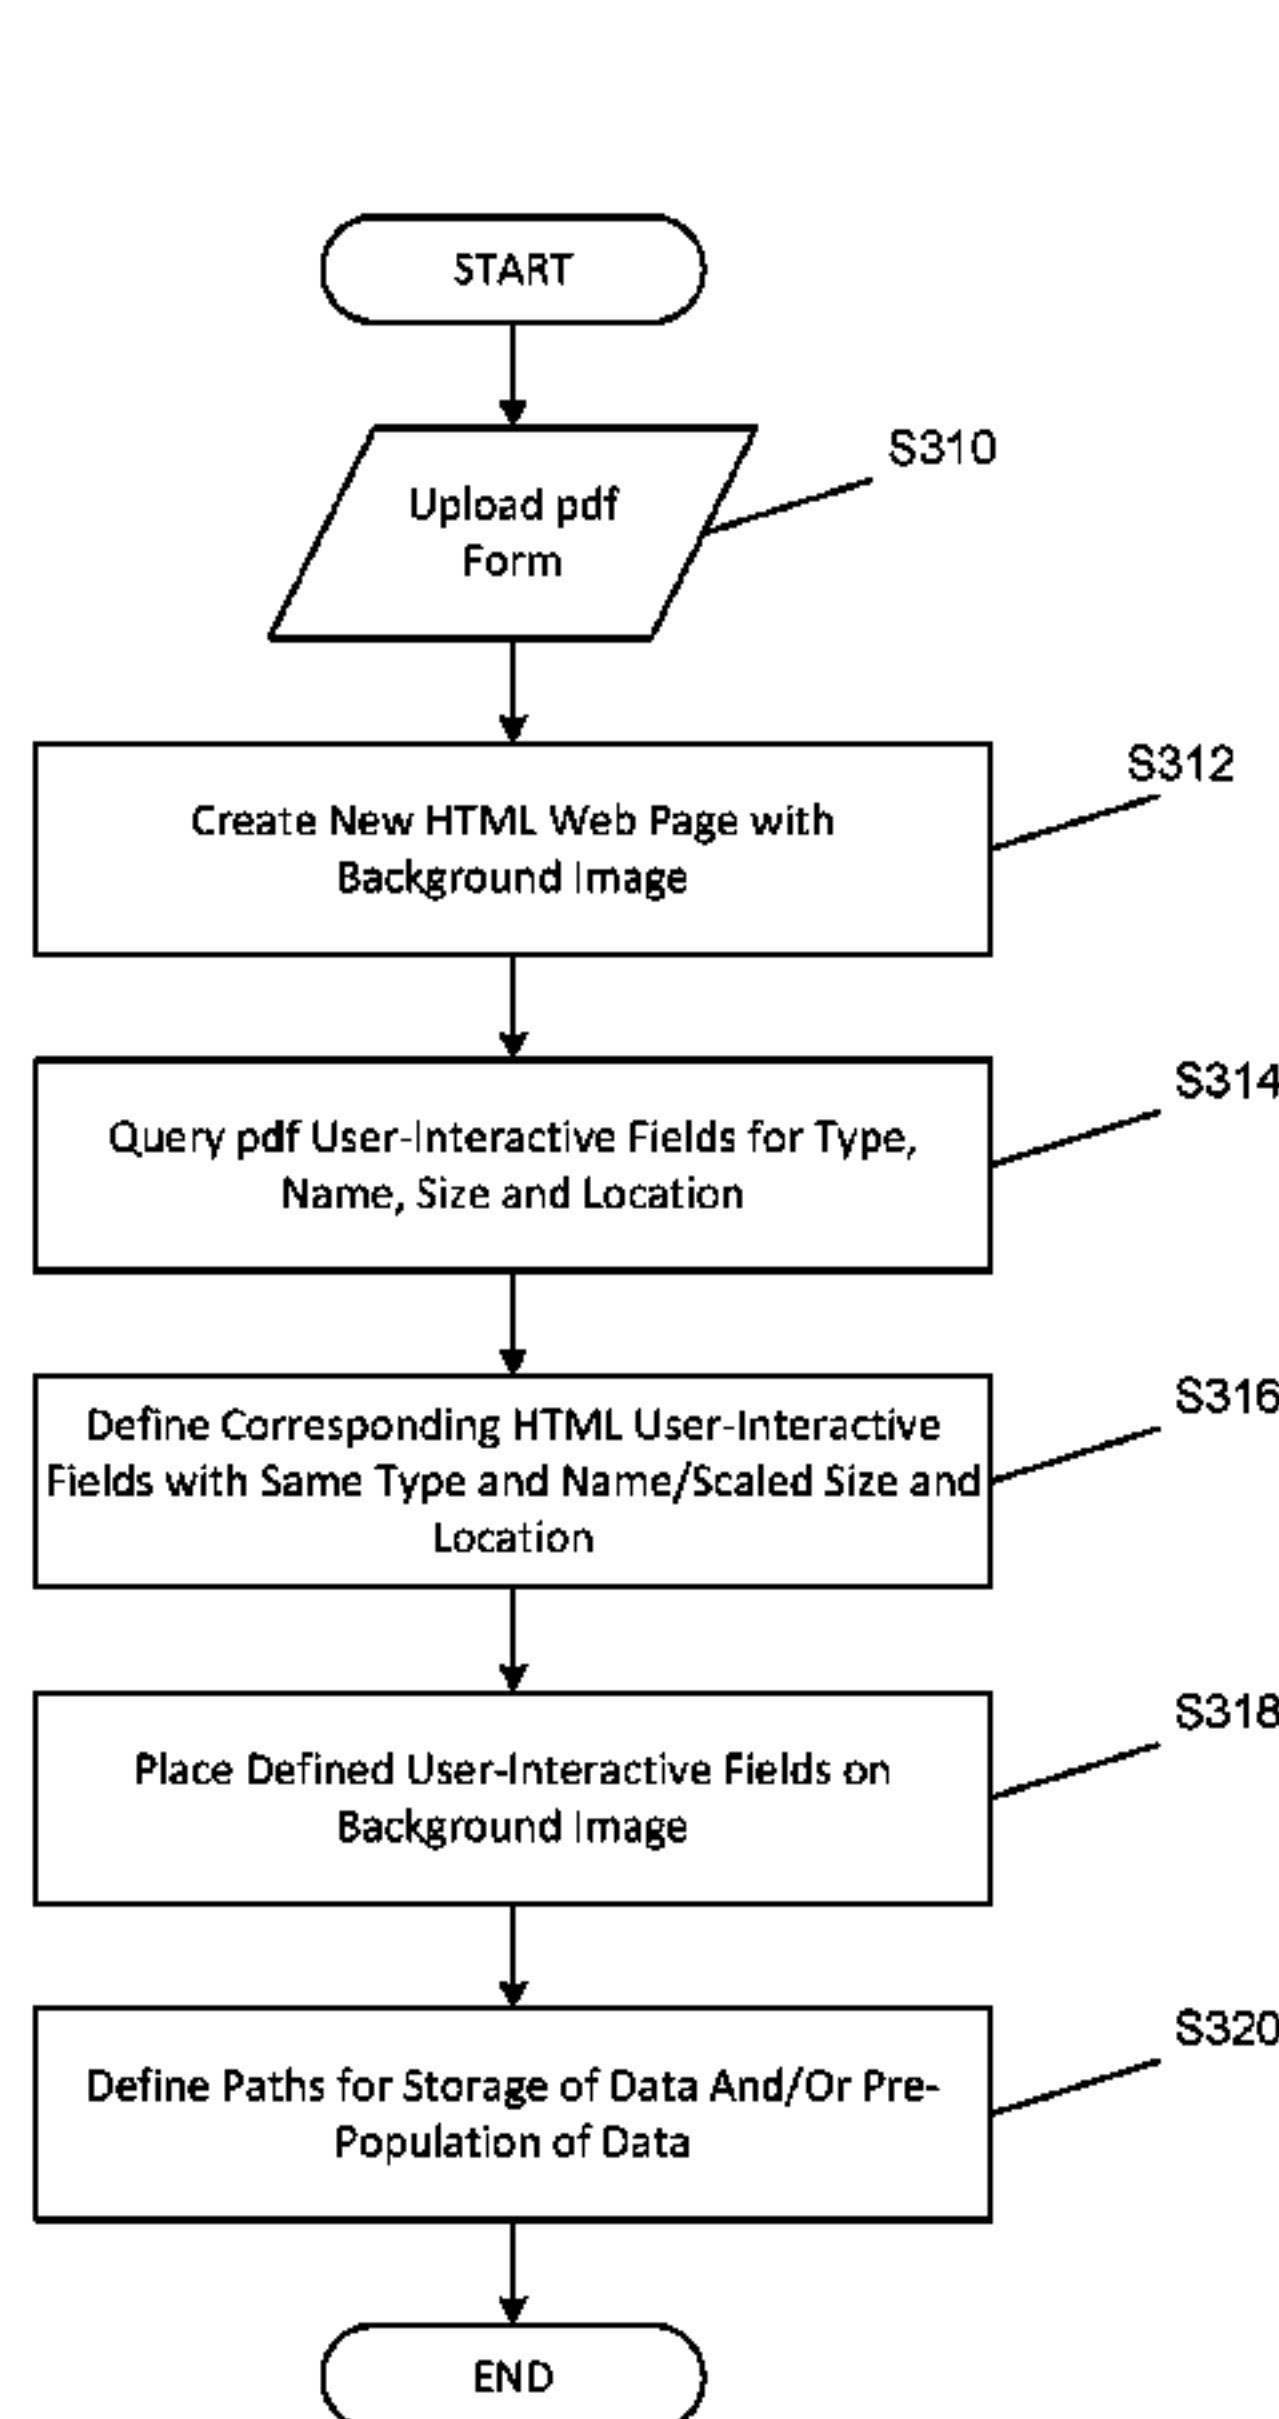 START
S310
Upload pdf
Form
S312
Create New HTML Web Page with
Background Image
S314
Query pdf User-Interactive Fields for Type,
Name, Size and Location
S316
Define Corresponding HTML User-Interactive
Fields with Same Type and Name/Scaled Size and
Location
S318
Place Defined User-Interactive Fields on
Background Image
S320
Define Paths for Storage of Data And/Or Pre-
Population of Data
END